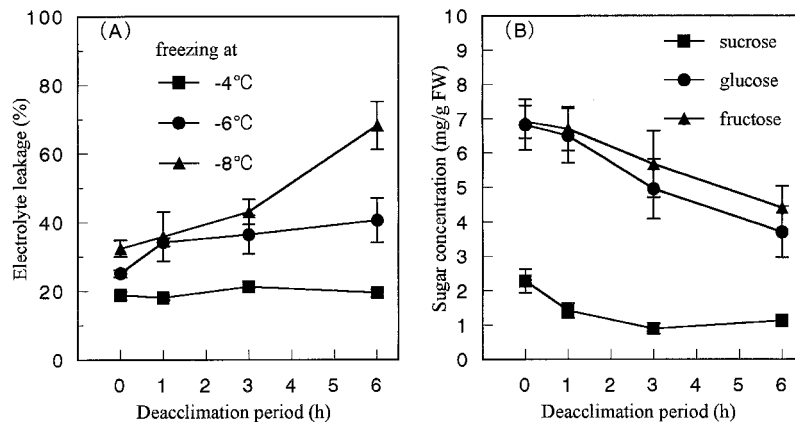 (A)
freezing at
-4℃
-6℃
-8℃
100
80
60
40
20
0
Electrolyte leakage (%)
0 1 2 3 4 5 6
Deacclimation period (h)
(B)
sucrose
glucose
fructose
10
9
8
7
6
5
4
3
2
1
0
Sugar concentration (mg/g FW)
0 1 2 3 4 5 6
Deacclimation period (h)